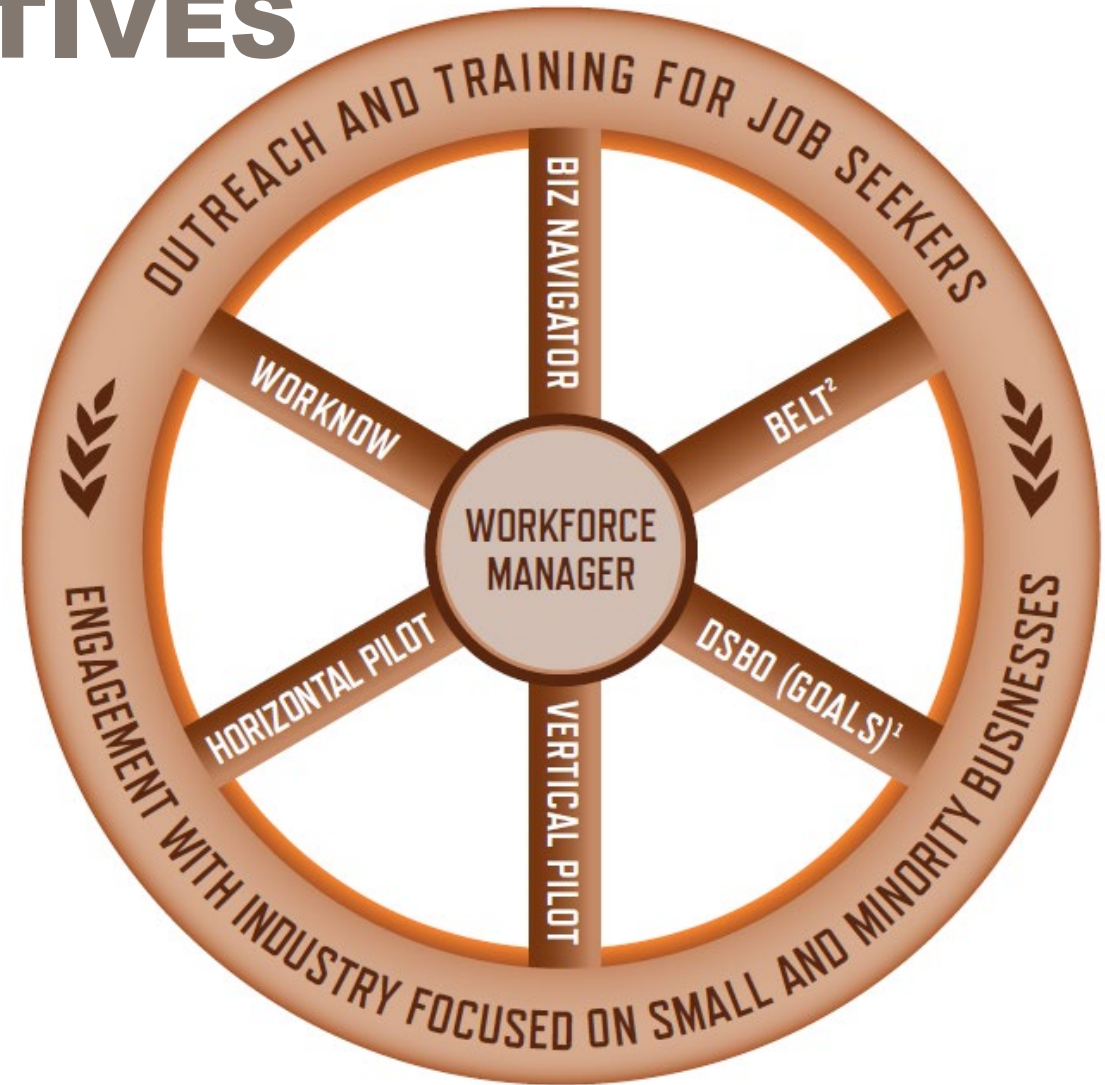 TIVES
OUTREACH AND TRAINING FOR JOB SEEKERS
BIZ NAVIGATOR
WORKNOW
BELT²
WORKFORCE
MANAGER
HORIZONTAL PILOT
DSBO (GOALS)¹
VERTICAL PILOT
ENGAGEMENT WITH INDUSTRY FOCUSED ON SMALL AND MINORITY BUSINESSES